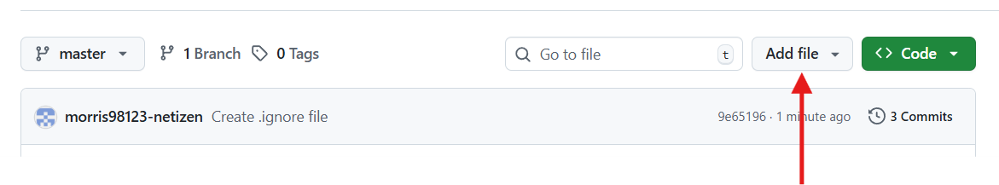 master 1 Branch 0 Tags Go to file t Add file Code
morris98123-netizen Create .ignore file 9e65196 · 1 minute ago 3 Commits